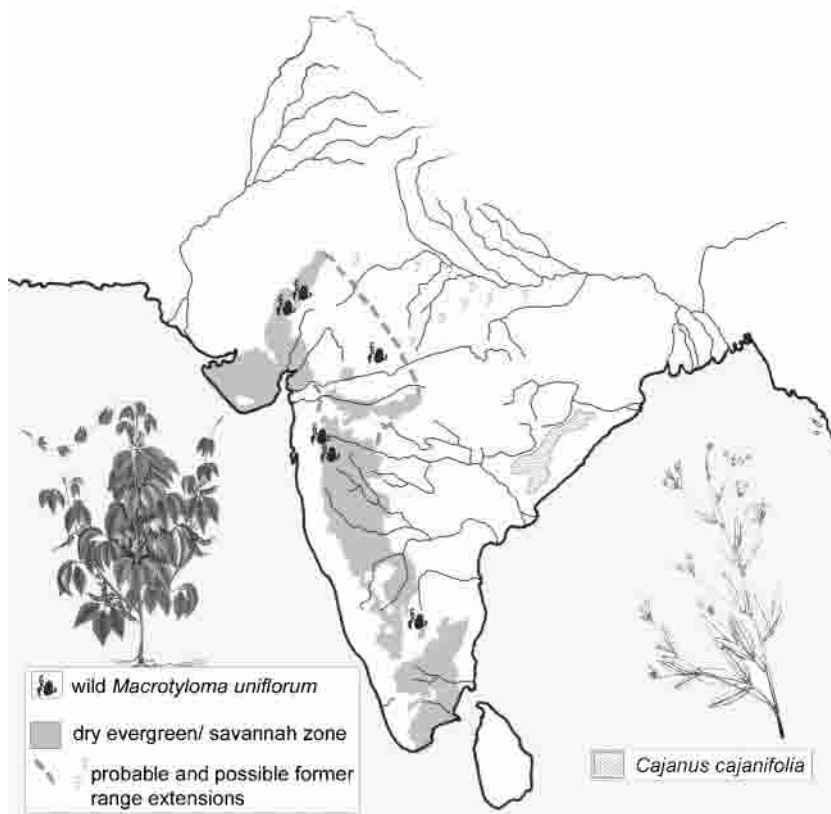 wild Macrotyloma uniflorum
dry evergreen/ savannah zone
probable and possible former
range extensions
Cajanus cajanifolia